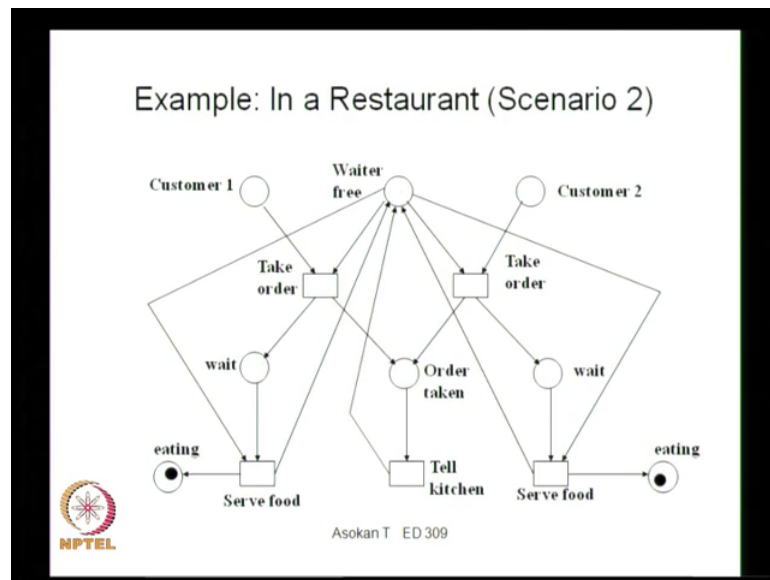 Example: In a Restaurant (Scenario 2)
Customer 1
Waiter
free
Customer 2
Take
order
Take
order
wait
Order
taken
wait
eating
eating
Tell
kitchen
Serve food
Serve food
NPTEL
Asokan T ED 309